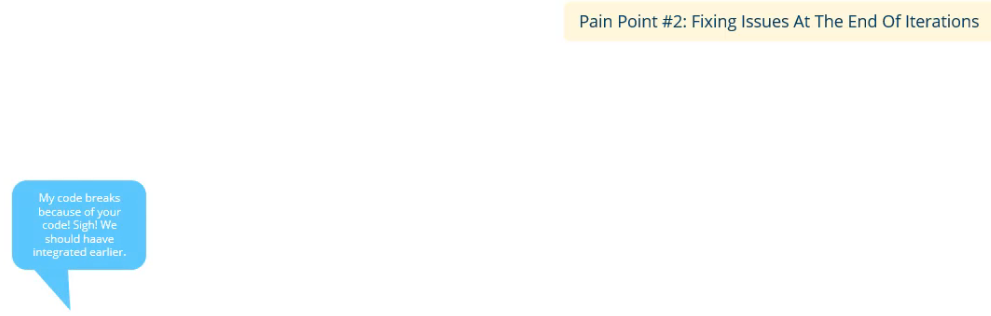 Pain Point #2: Fixing Issues At The End Of Iterations
My code breaks
because of your
code! Sigh! We
should haave
integrated earlier.